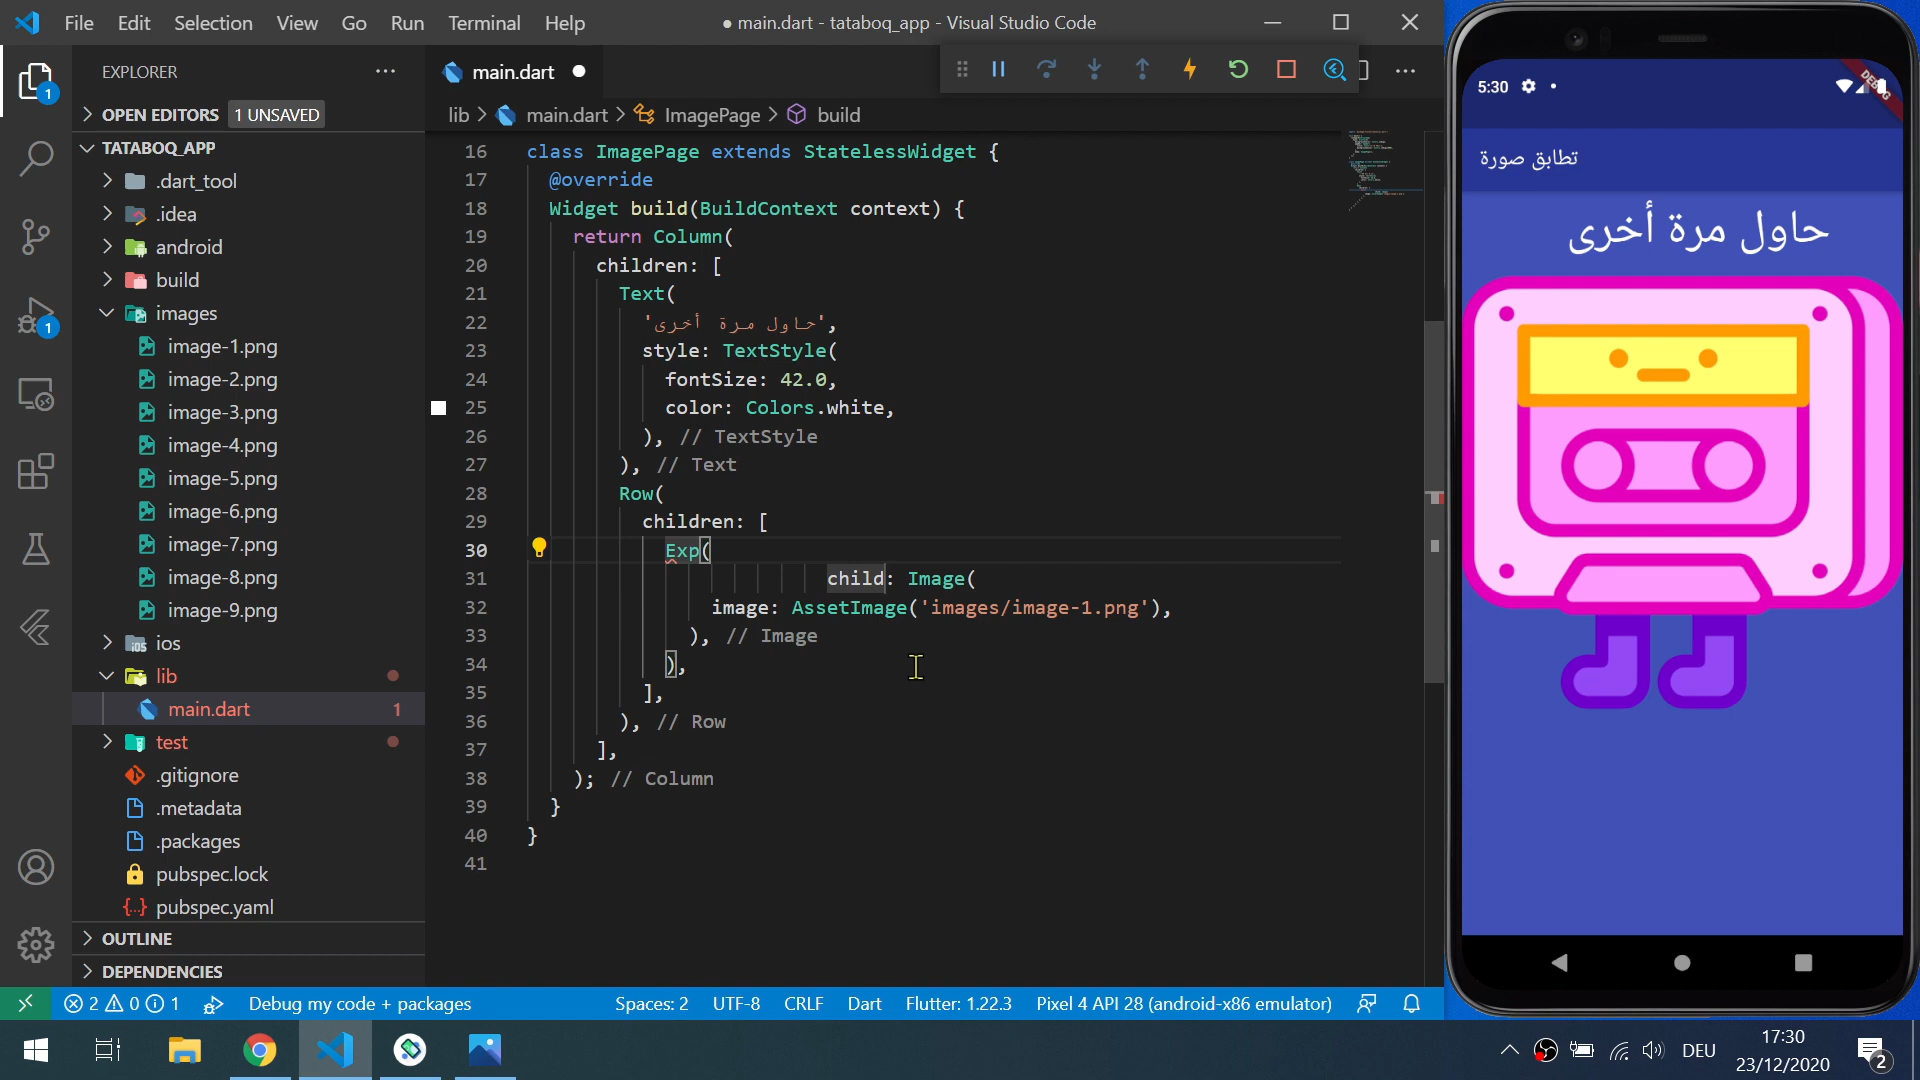 File Edit Selection View Go Run Terminal Help
● main.dart - tataboq_app - Visual Studio Code
EXPLORER
OPEN EDITORS 1 UNSAVED
TATABOQ_APP
.dart_tool
.idea
android
build
images
image-1.png
image-2.png
image-3.png
image-4.png
image-5.png
image-6.png
image-7.png
image-8.png
image-9.png
ios
lib
main.dart 1
test
.gitignore
.metadata
.packages
pubspec.lock
pubspec.yaml
OUTLINE
DEPENDENCIES
1
1
main.dart ●
lib > main.dart > ImagePage > build
16 class ImagePage extends StatelessWidget {
17 @override
18 Widget build(BuildContext context) {
19 return Column(
20 children: [
21 Text(
22 'حاول مرة أخرى',
23 style: TextStyle(
24 fontSize: 42.0,
25 color: Colors.white,
26 ), // TextStyle
27 ), // Text
28 Row(
29 children: [
30 Exp(
31 child: Image(
32 image: AssetImage('images/image-1.png'),
33 ), // Image
34 ),
35 ],
36 ), // Row
37 ],
38 ); // Column
39 }
40 }
41
5:30
DEBUG
تطابق صورة
حاول مرة أخرى
2 0 1 Debug my code + packages Spaces: 2 UTF-8 CRLF Dart Flutter: 1.22.3 Pixel 4 API 28 (android-x86 emulator)
DEU
17:30
23/12/2020
2